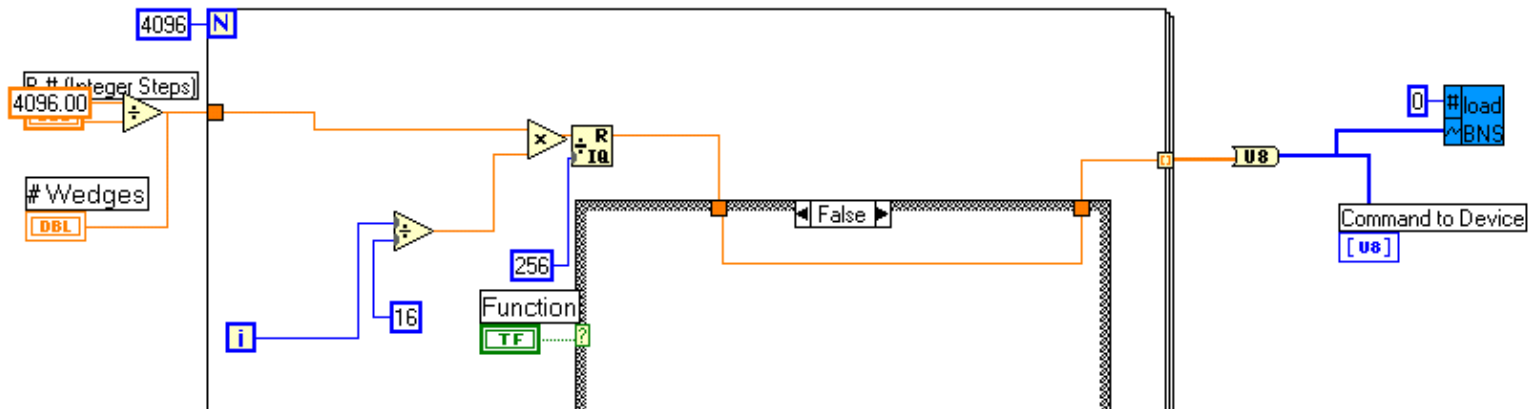 4096
N
# (Integer Steps)
4096.00
÷
# Wedges
DBL
×
÷
R
IQ
÷
256
16
i
Function
TF
?
False
U8
0
# load
BNS
Command to Device
[U8]